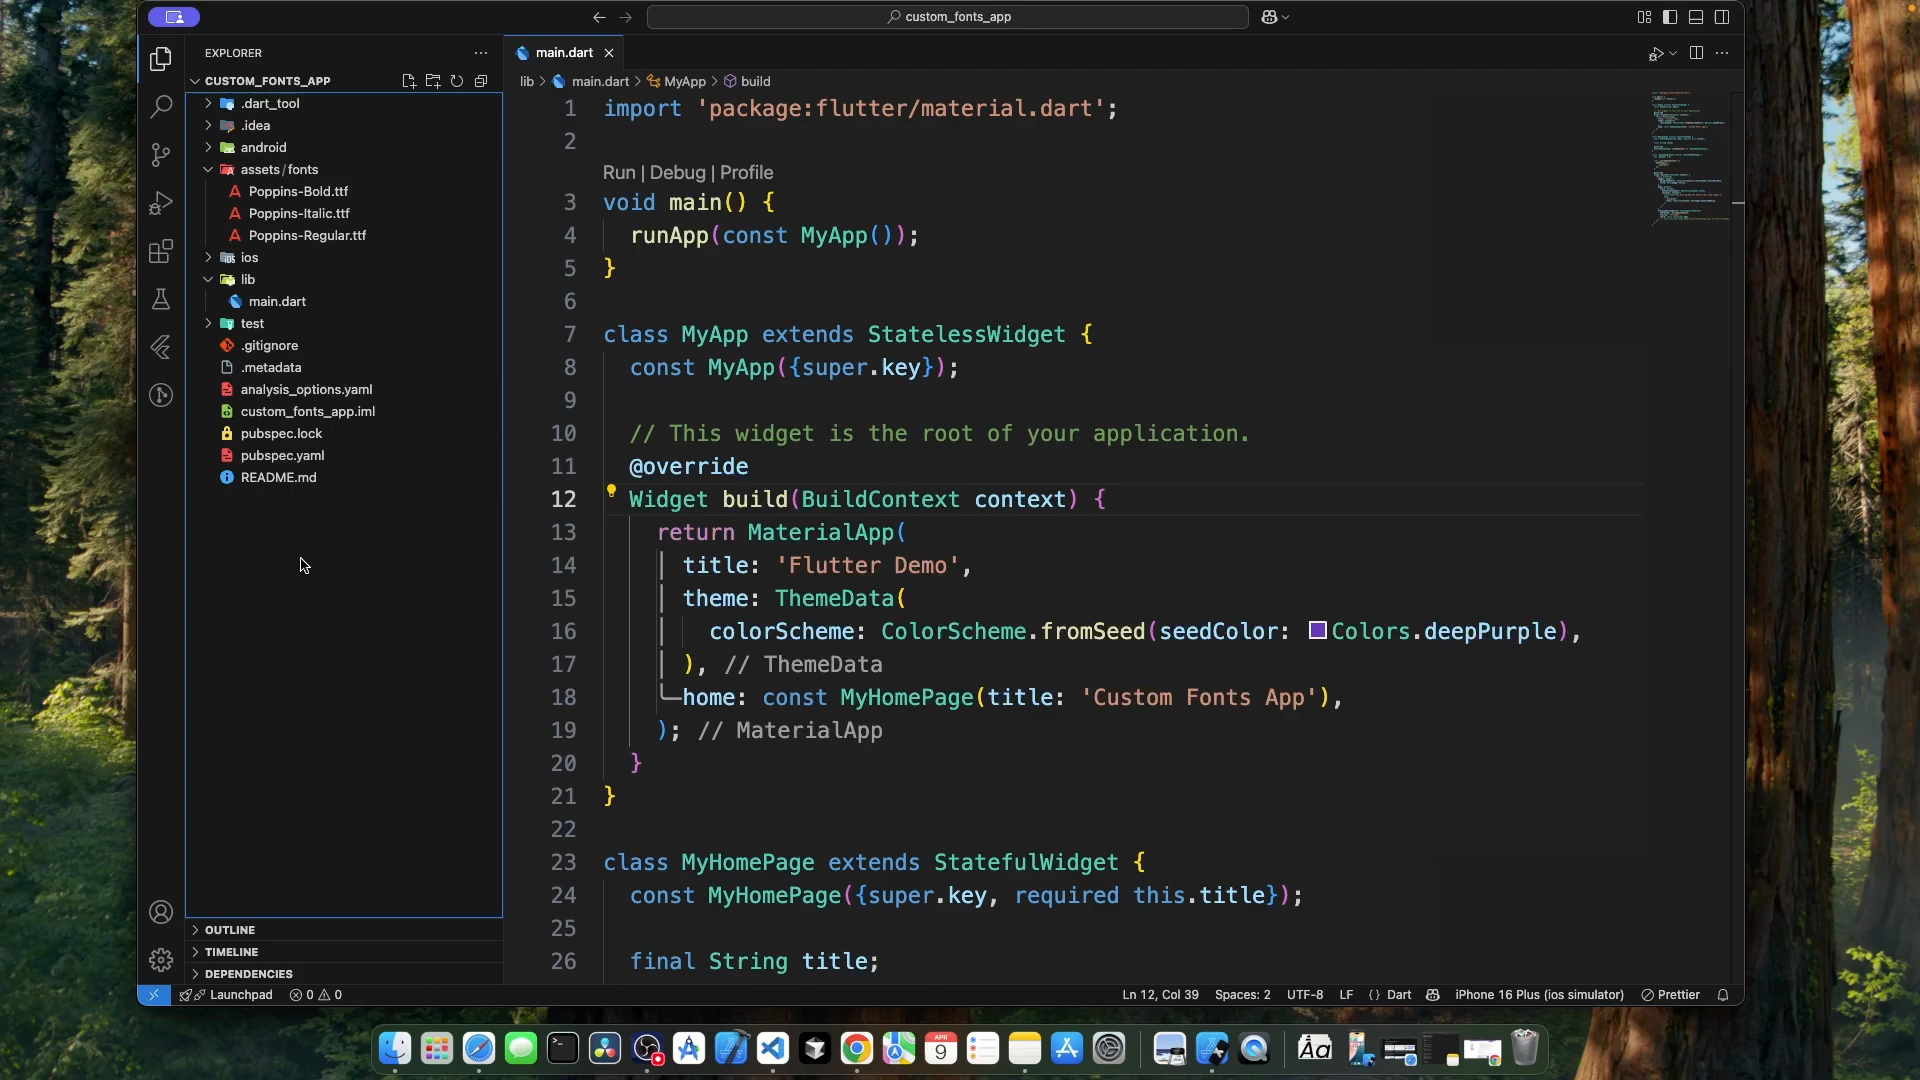 custom_fonts_app
EXPLORER
CUSTOM_FONTS_APP
.dart_tool
.idea
android
assets/fonts
Poppins-Bold.ttf
Poppins-Italic.ttf
Poppins-Regular.ttf
ios
lib
main.dart
test
.gitignore
.metadata
analysis_options.yaml
custom_fonts_app.iml
pubspec.lock
pubspec.yaml
README.md
OUTLINE
TIMELINE
DEPENDENCIES
main.dart
lib > main.dart > MyApp > build
1 import 'package:flutter/material.dart';
2
Run | Debug | Profile
3 void main() {
4 runApp(const MyApp());
5 }
6
7 class MyApp extends StatelessWidget {
8 const MyApp({super.key});
9
10 // This widget is the root of your application.
11 @override
12 Widget build(BuildContext context) {
13 return MaterialApp(
14 title: 'Flutter Demo',
15 theme: ThemeData(
16 colorScheme: ColorScheme.fromSeed(seedColor: Colors.deepPurple),
17 ), // ThemeData
18 home: const MyHomePage(title: 'Custom Fonts App'),
19 ); // MaterialApp
20 }
21 }
22
23 class MyHomePage extends StatefulWidget {
24 const MyHomePage({super.key, required this.title});
25
26 final String title;
Launchpad 0 0 Ln 12, Col 39 Spaces: 2 UTF-8 LF {} Dart iPhone 16 Plus (ios simulator) Prettier
APR
9
Aa